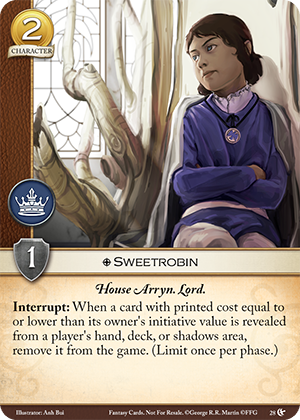 2
CHARACTER
1
SWEETROBIN
House Arryn. Lord.
Interrupt: When a card with printed cost equal to
or lower than its owner's initiative value is revealed
from a player's hand, deck, or shadows area,
remove it from the game. (Limit once per phase.)
Illustrator: Anh Bui Fantasy Cards. Not For Resale. ©George R.R. Martin ©FFG 28